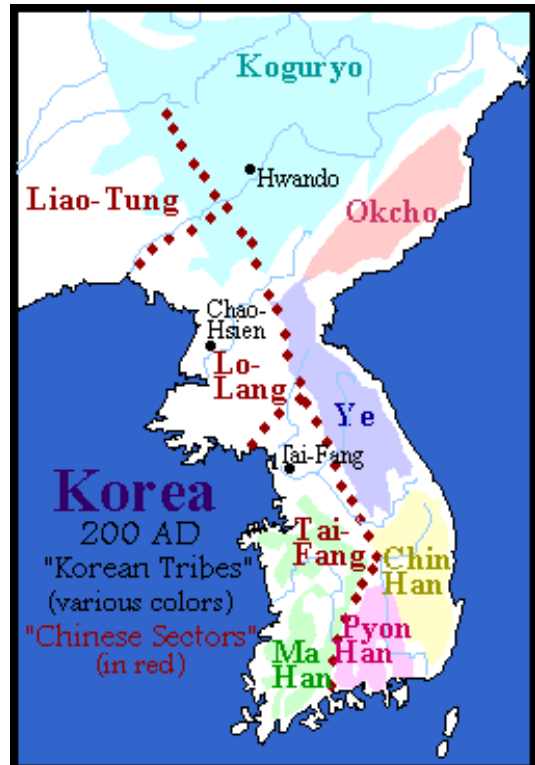 Koguryo
Hwando
Liao-Tung
Okcho
Chao-
Hsien
Lo-
Lang
Ye
Tai-Fang
Korea
200 AD
"Korean Tribes"
(various colors)
"Chinese Sectors"
(in red)
Tai-
Fang
Chin
Han
Pyon
Han
Ma
Han